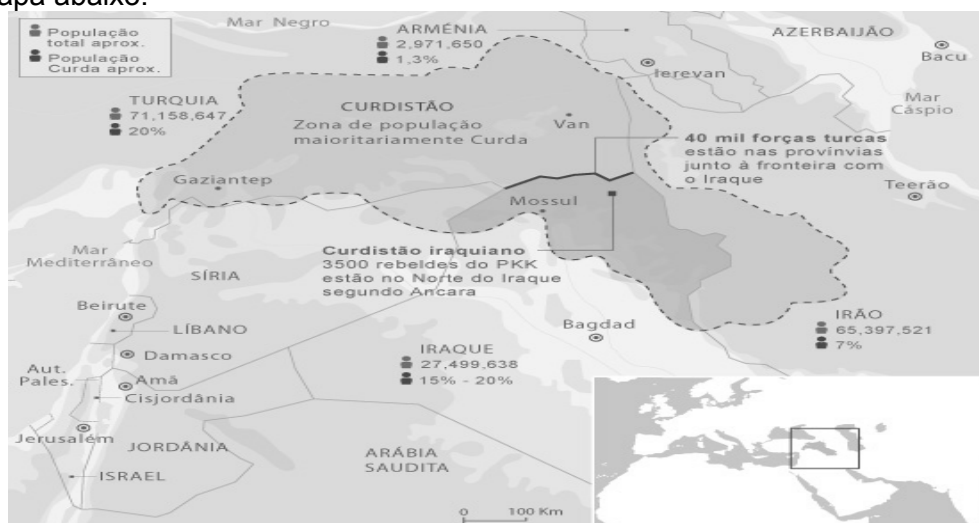 apa abaixo.
Mar Negro
População
total aprox.
População
Curda aprox.
ARMÉNIA
2,971,650
1,3%
AZERBAIJÃO
Bacu
Ierevan
Mar
Cáspio
TURQUIA
71,158,647
20%
CURDISTÃO
Zona de população
maioritariamente Curda
Van
40 mil forças turcas
estão nas provínvias
junto à fronteira com
o Iraque
Teerão
Gaziantep
Mossul
Mar
Mediterrâneo
SÍRIA
Curdistão iraquiano
3500 rebeldes do PKK
estão no Norte do Iraque
segundo Ancara
Beirute
LÍBANO
Bagdad
IRÃO
65,397,521
7%
Damasco
IRAQUE
27,499,638
15% - 20%
Aut.
Pales.
Amã
Cisjordânia
Jerusalém
JORDÂNIA
ARÁBIA
SAUDITA
ISRAEL
0 100 Km